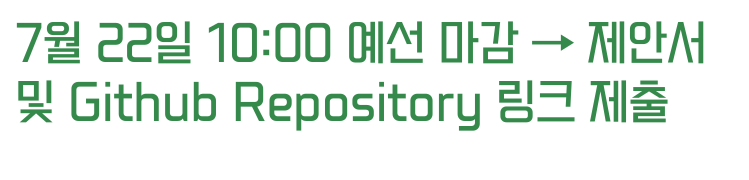 7월 22일 10:00 예선 마감 → 제안서
및 Github Repository 링크 제출